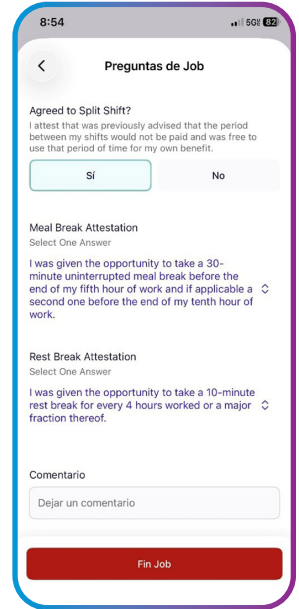 8:54
5G 82
Preguntas de Job
Agreed to Split Shift?
I attest that was previously advised that the period
between my shifts would not be paid and was free to
use that period of time for my own benefit.
Sí No
Meal Break Attestation
Select One Answer
I was given the opportunity to take a 30-
minute uninterrupted meal break before the
end of my fifth hour of work and if applicable a
second one before the end of my tenth hour of
work.
Rest Break Attestation
Select One Answer
I was given the opportunity to take a 10-minute
rest break for every 4 hours worked or a major
fraction thereof.
Comentario
Dejar un comentario
Fin Job